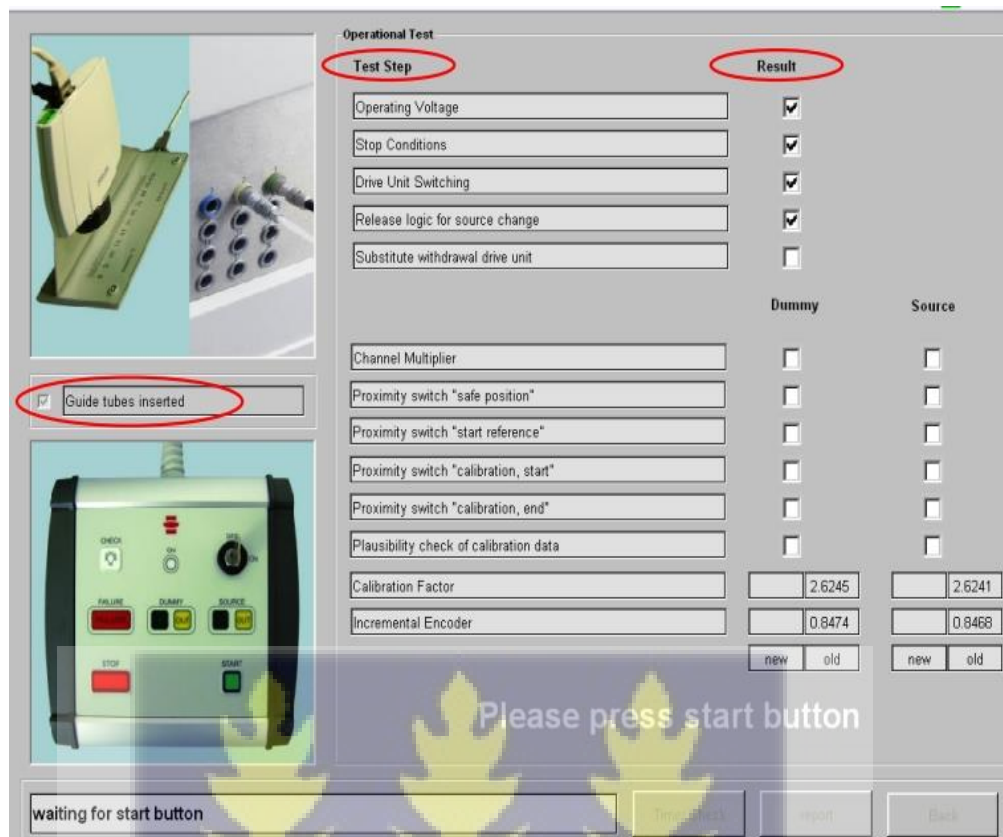 Operational Test
Test Step Result
Operating Voltage
Stop Conditions
Drive Unit Switching
Release logic for source change
Substitute withdrawal drive unit
Dummy Source
Channel Multiplier
Guide tubes inserted
Proximity switch "safe position"
Proximity switch "start reference"
Proximity switch "calibration, start"
Proximity switch "calibration, end"
Plausibility check of calibration data
Calibration Factor 2.6245 2.6241
Incremental Encoder 0.8474 0.8468
new old new old
CHECK ON ON
FAILURE DUMMY SOURCE
OUT OUT
STOP START
Please press start button
waiting for start button
report Back